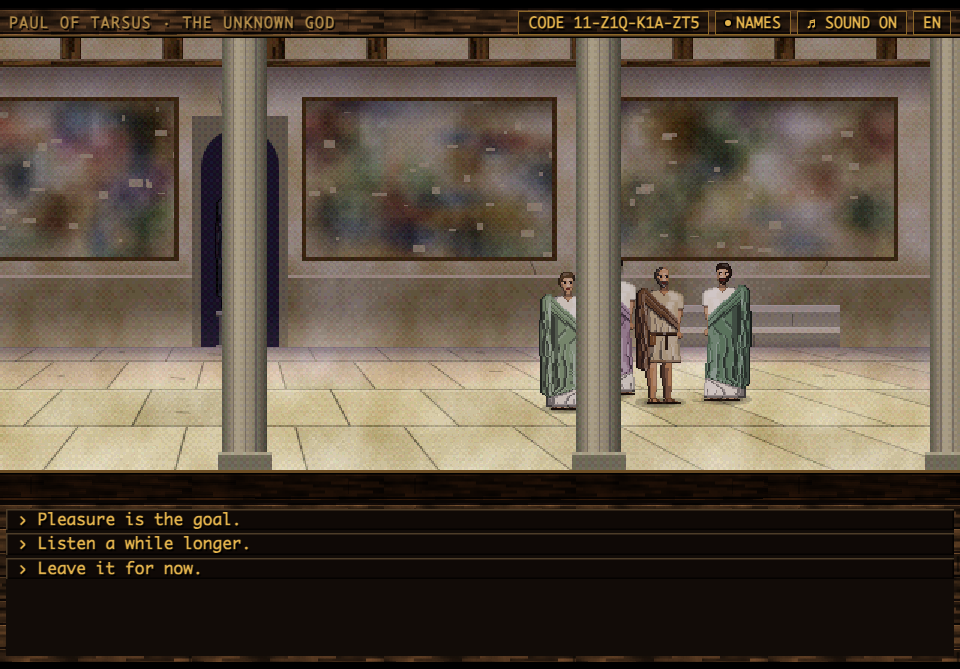 PAUL OF TARSUS · THE UNKNOWN GOD
CODE 11-Z1Q-K1A-ZT5
• NAMES
♬ SOUND ON
EN
› Pleasure is the goal.
› Listen a while longer.
› Leave it for now.